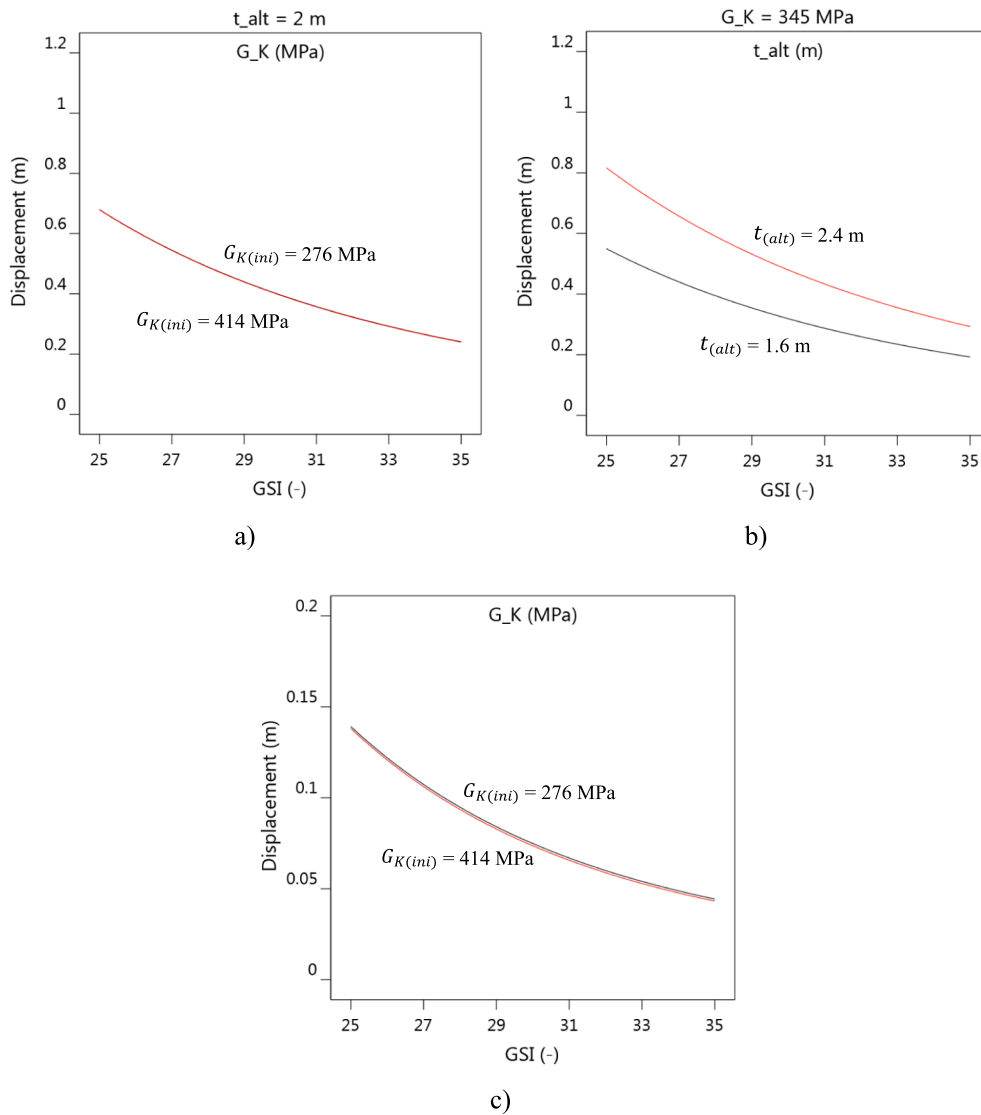 t_alt = 2 m
G_K (MPa)
1.2
1
0.8
0.6
0.4
0.2
0
Displacement (m)
G_K(ini) = 276 MPa
G_K(ini) = 414 MPa
25 27 29 31 33 35
GSI (-)
a)
G_K = 345 MPa
t_alt (m)
1.2
1
0.8
0.6
0.4
0.2
0
Displacement (m)
t_(alt) = 2.4 m
t_(alt) = 1.6 m
25 27 29 31 33 35
GSI (-)
b)
G_K (MPa)
0.2
0.15
0.1
0.05
0
Displacement (m)
G_K(ini) = 276 MPa
G_K(ini) = 414 MPa
25 27 29 31 33 35
GSI (-)
c)